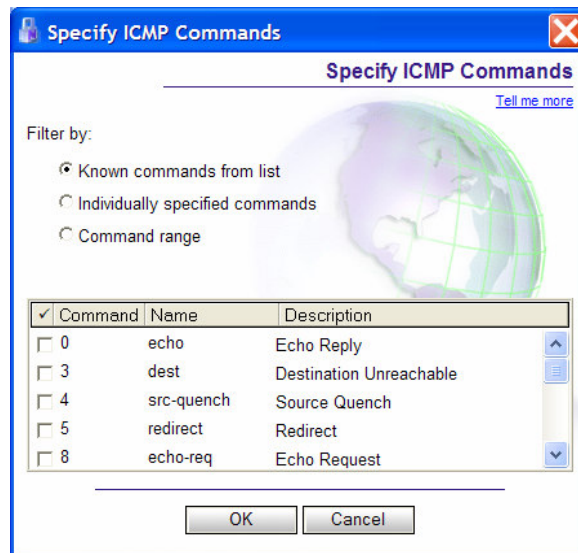 Specify ICMP Commands
Specify ICMP Commands
Tell me more
Filter by:
Known commands from list
Individually specified commands
Command range
✓ Command Name Description
0 echo Echo Reply
3 dest Destination Unreachable
4 src-quench Source Quench
5 redirect Redirect
8 echo-req Echo Request
OK Cancel